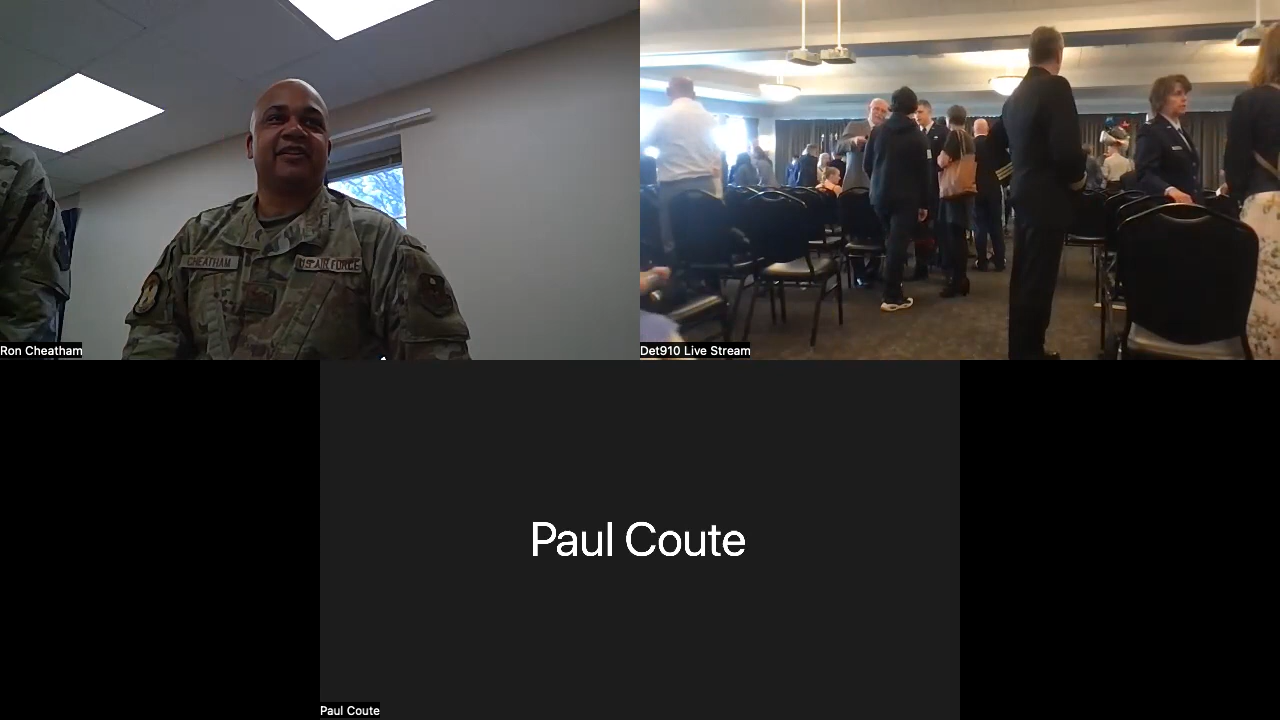 CHEATHAM
U.S. AIR FORCE
Ron Cheatham
Det910 Live Stream
Paul Coute
Paul Coute